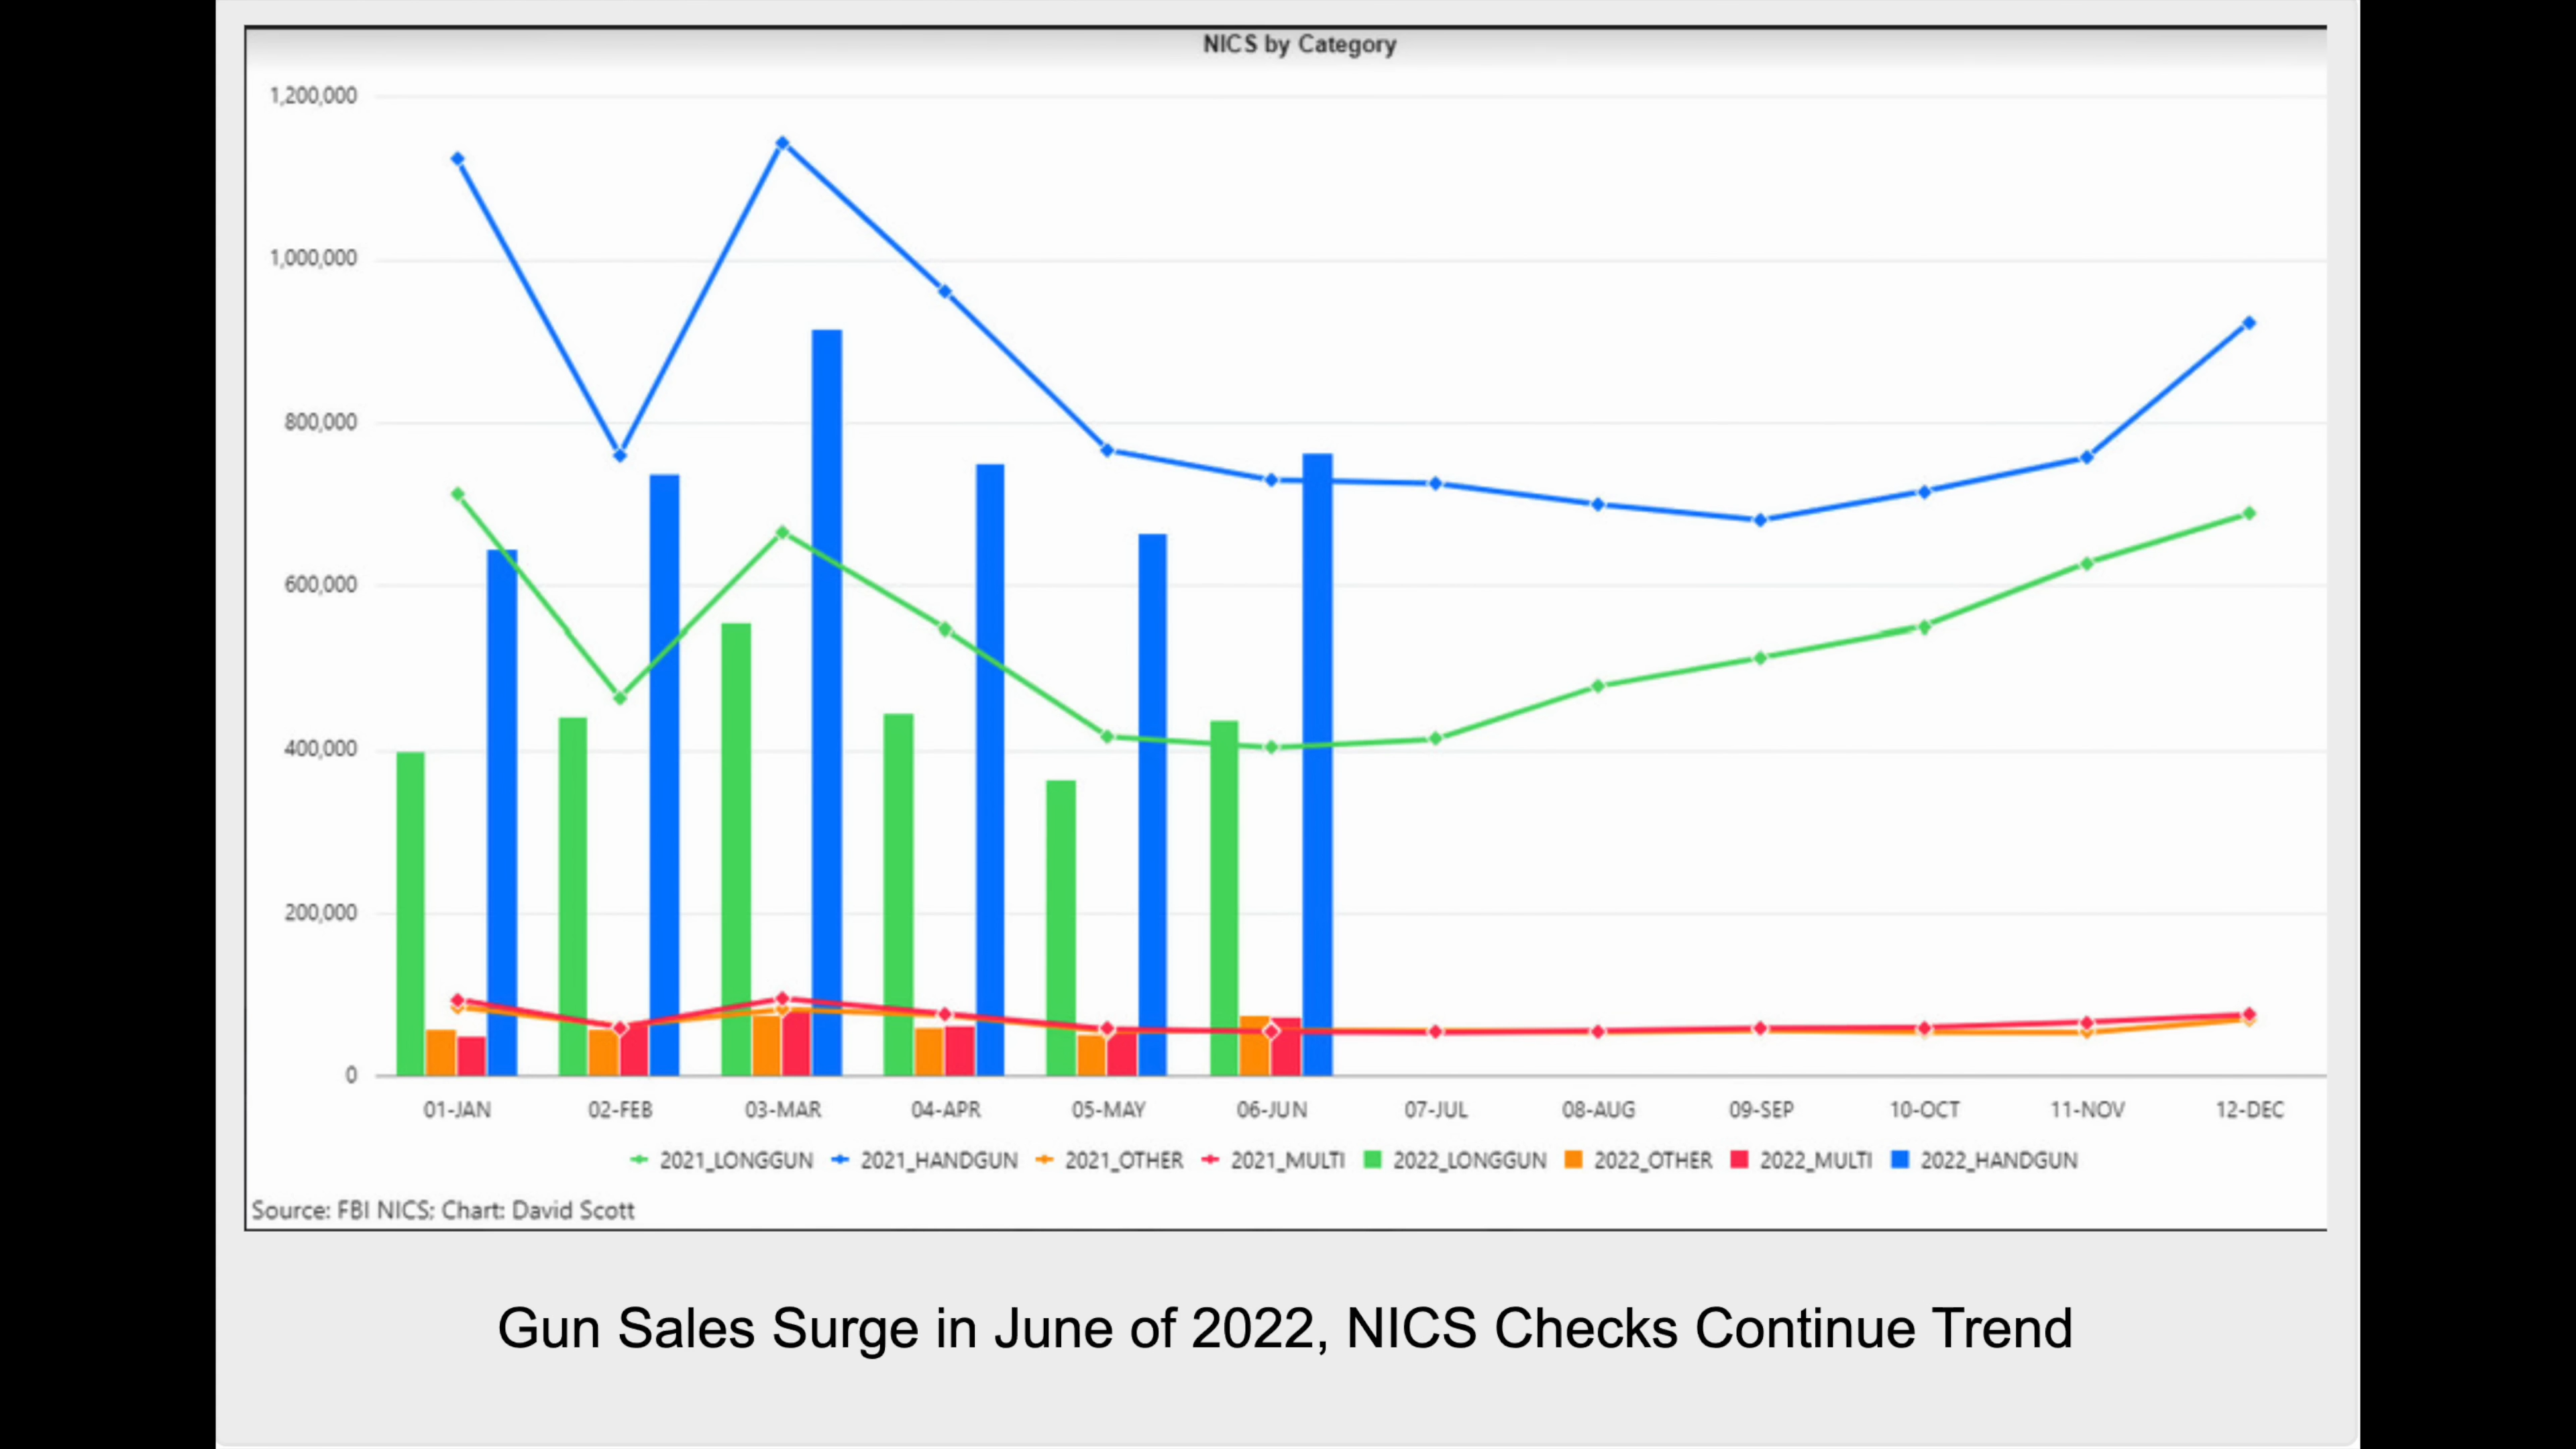 NICS by Category
1,200,000
1,000,000
800,000
600,000
400,000
200,000
0
01-JAN 02-FEB 03-MAR 04-APR 05-MAY 06-JUN 07-JUL 08-AUG 09-SEP 10-OCT 11-NOV 12-DEC
2021_LONGGUN 2021_HANDGUN 2021_OTHER 2021_MULTI 2022_LONGGUN 2022_OTHER 2022_MULTI 2022_HANDGUN
Source: FBI NICS; Chart: David Scott
Gun Sales Surge in June of 2022, NICS Checks Continue Trend